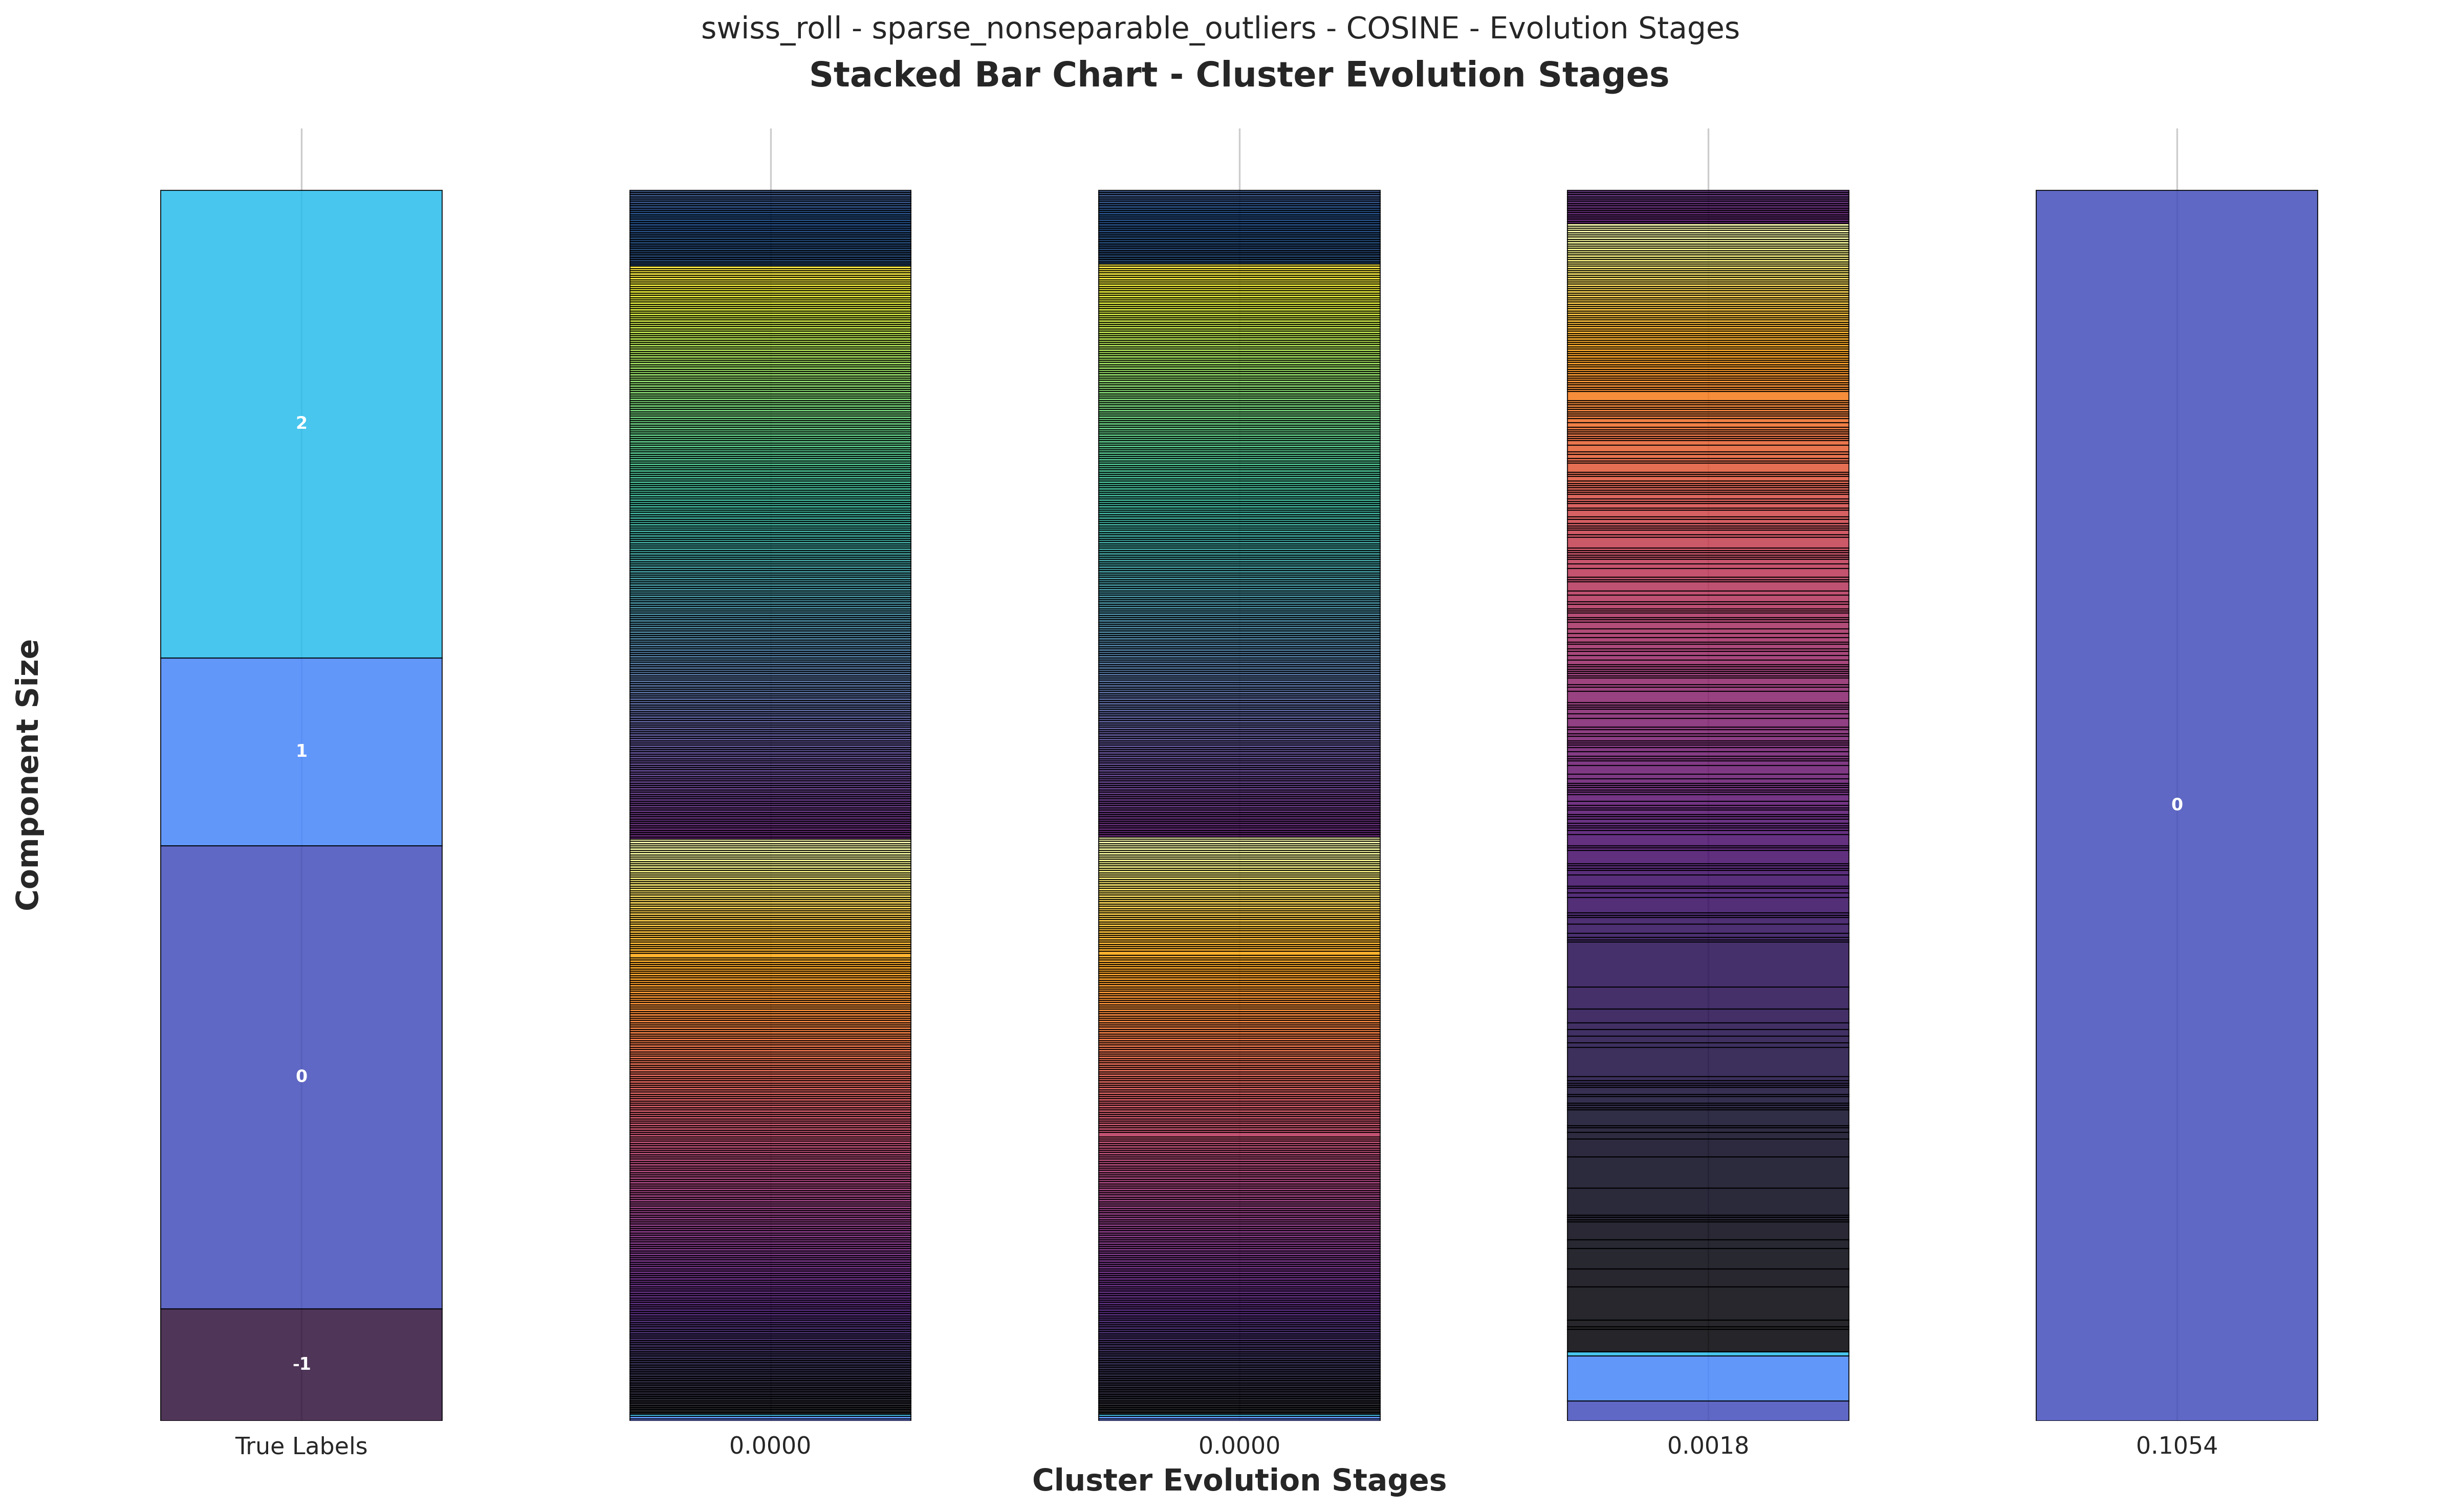 swiss_roll - sparse_nonseparable_outliers - COSINE - Evolution Stages
Stacked Bar Chart - Cluster Evolution Stages
Component Size
2
1
0
-1
0
True Labels
0.0000
0.0000
0.0018
0.1054
Cluster Evolution Stages